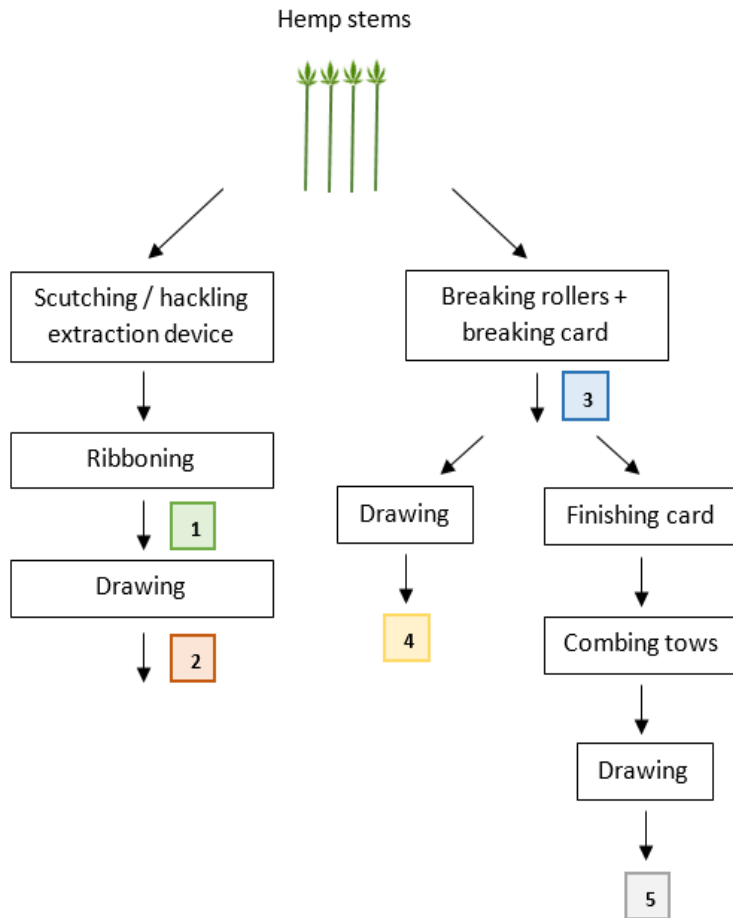 Hemp stems
Scutching / hackling
extraction device
Breaking rollers +
breaking card
3
Ribboning
Drawing
Finishing card
1
Drawing
4
Combing tows
2
Drawing
5